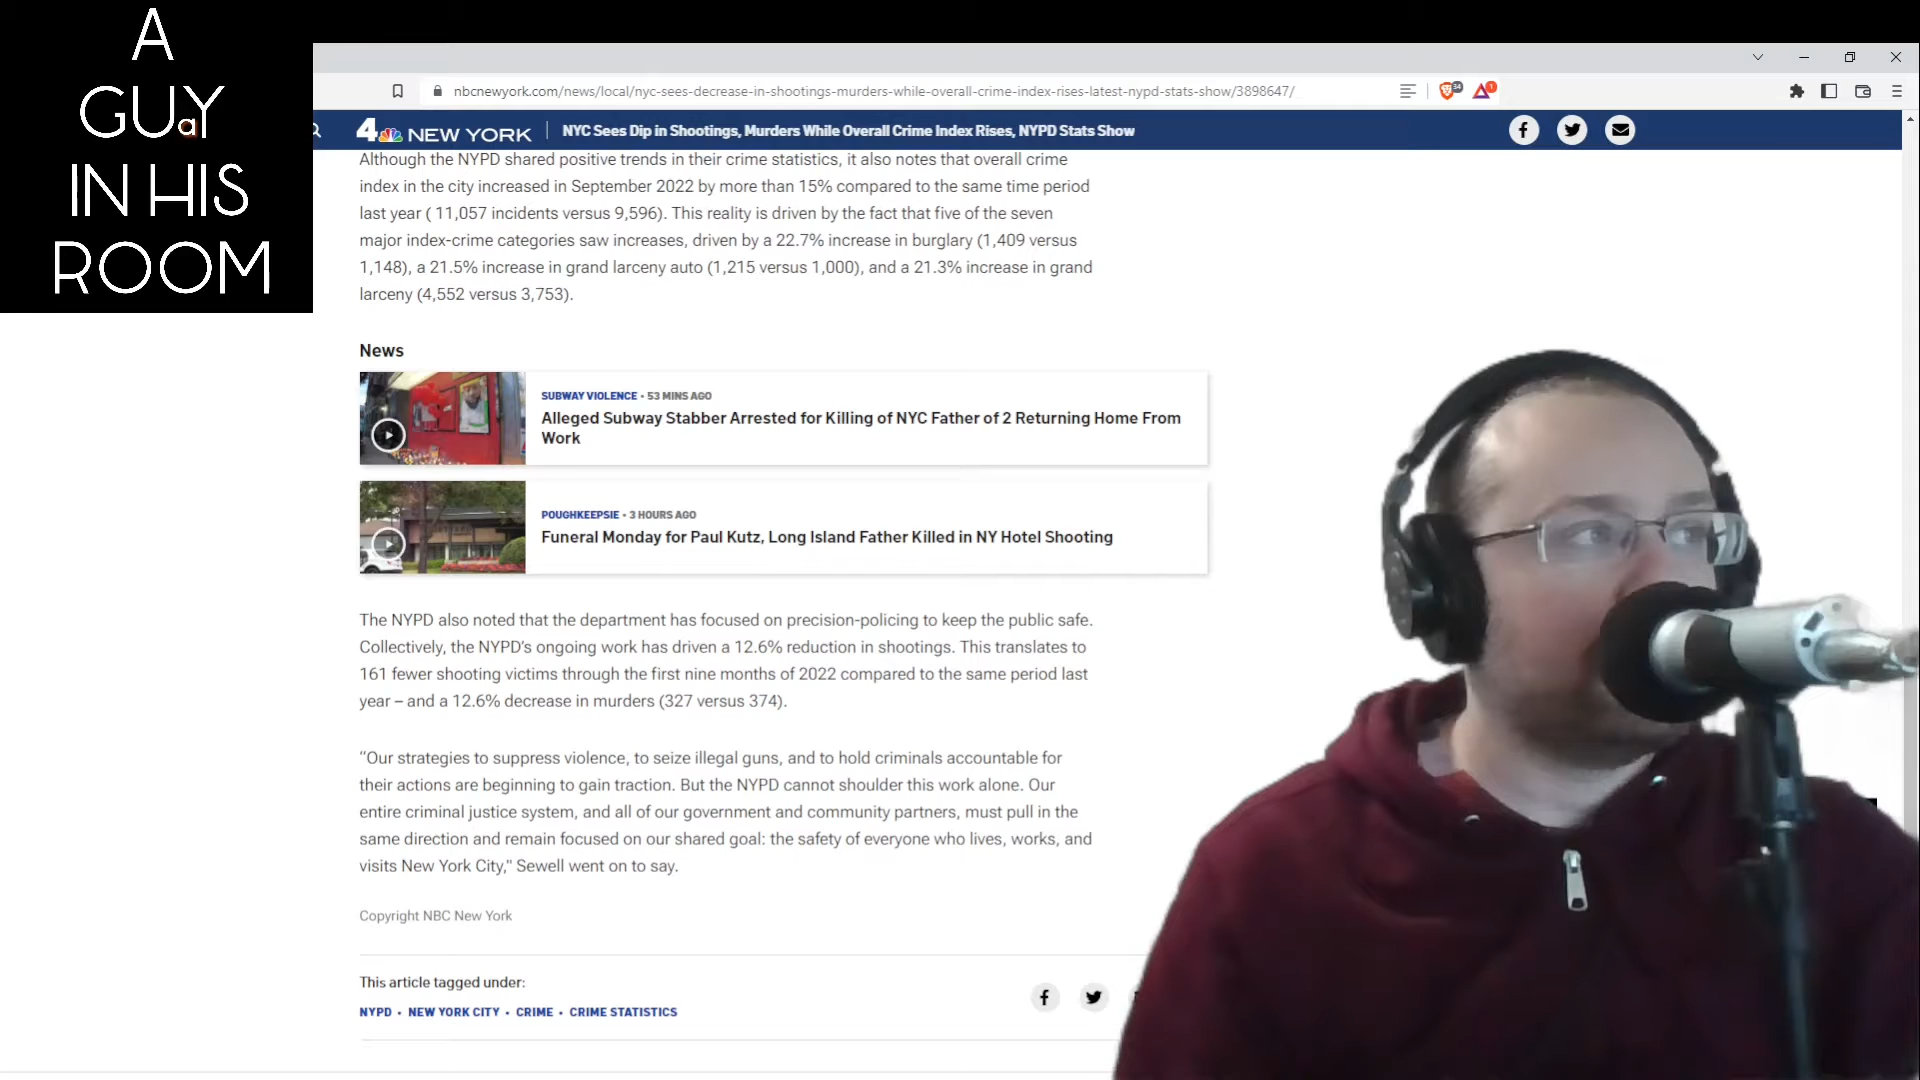 A
GUaY
IN HIS
ROOM
nbcnewyork.com/news/local/nyc-sees-decrease-in-shootings-murders-while-overall-crime-index-rises-latest-nypd-stats-show/3898647/
34
1
4 NEW YORK
NYC Sees Dip in Shootings, Murders While Overall Crime Index Rises, NYPD Stats Show
Although the NYPD shared positive trends in their crime statistics, it also notes that overall crime
index in the city increased in September 2022 by more than 15% compared to the same time period
last year ( 11,057 incidents versus 9,596). This reality is driven by the fact that five of the seven
major index-crime categories saw increases, driven by a 22.7% increase in burglary (1,409 versus
1,148), a 21.5% increase in grand larceny auto (1,215 versus 1,000), and a 21.3% increase in grand
larceny (4,552 versus 3,753).
News
SUBWAY VIOLENCE • 53 MINS AGO
Alleged Subway Stabber Arrested for Killing of NYC Father of 2 Returning Home From
Work
POUGHKEEPSIE • 3 HOURS AGO
Funeral Monday for Paul Kutz, Long Island Father Killed in NY Hotel Shooting
The NYPD also noted that the department has focused on precision-policing to keep the public safe.
Collectively, the NYPD's ongoing work has driven a 12.6% reduction in shootings. This translates to
161 fewer shooting victims through the first nine months of 2022 compared to the same period last
year – and a 12.6% decrease in murders (327 versus 374).
“Our strategies to suppress violence, to seize illegal guns, and to hold criminals accountable for
their actions are beginning to gain traction. But the NYPD cannot shoulder this work alone. Our
entire criminal justice system, and all of our government and community partners, must pull in the
same direction and remain focused on our shared goal: the safety of everyone who lives, works, and
visits New York City," Sewell went on to say.
Copyright NBC New York
This article tagged under:
NYPD • NEW YORK CITY • CRIME • CRIME STATISTICS